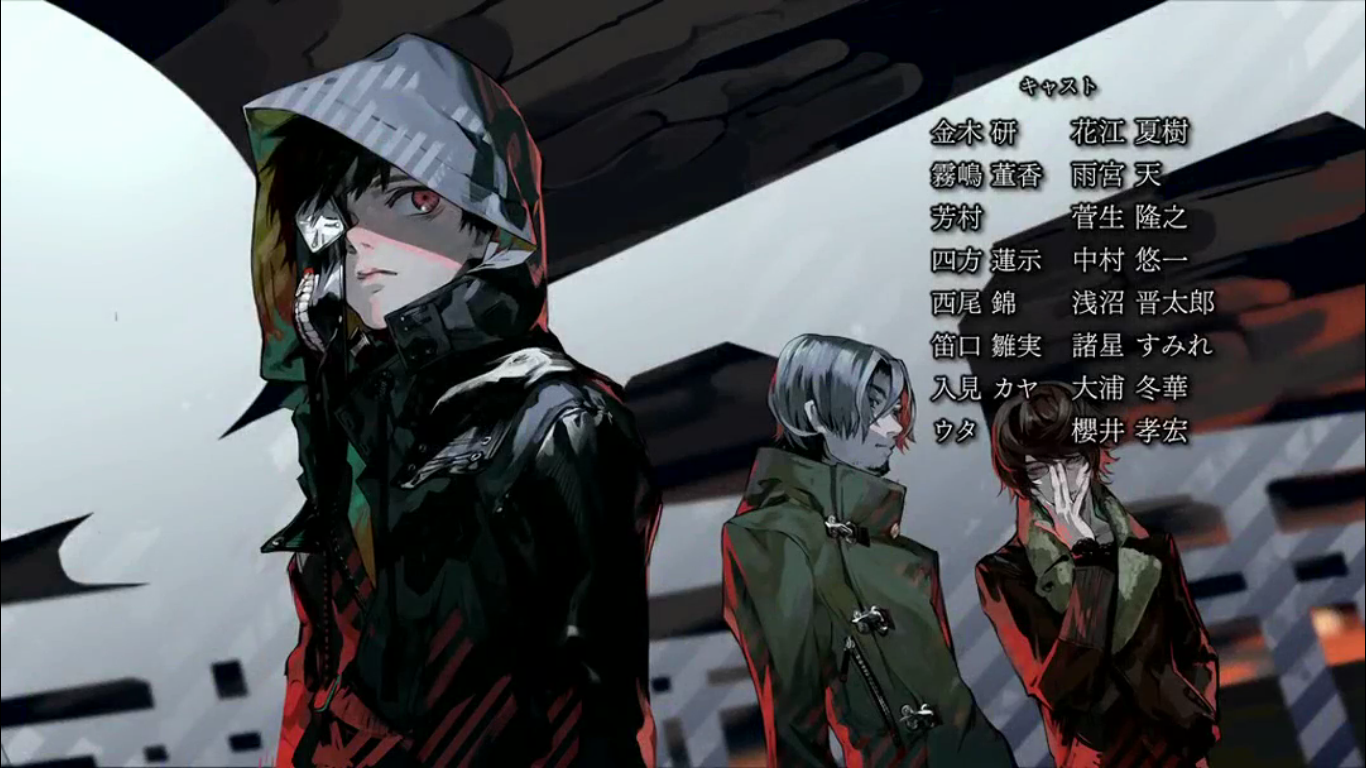 キャスト
金木 研 花江 夏樹
霧嶋 董香 雨宮 天
芳村 菅生 隆之
四方 蓮示 中村 悠一
西尾 錦 浅沼 晋太郎
笛口 雛実 諸星 すみれ
入見 カヤ 大浦 冬華
ウタ 櫻井 孝宏